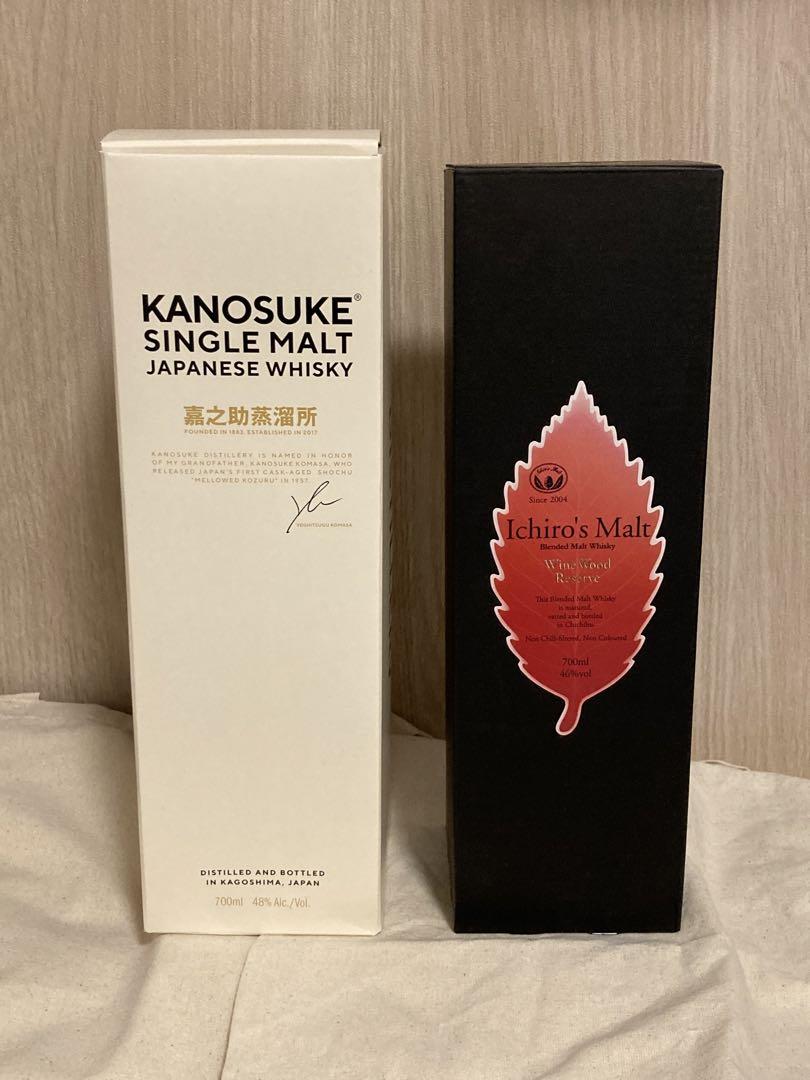 KANOSUKE®
SINGLE MALT
JAPANESE WHISKY
嘉之助蒸溜所
FOUNDED IN 1883, ESTABLISHED IN 2017
KANOSUKE DISTILLERY IS NAMED IN HONOR
OF MY GRANDFATHER, KANOSUKE KOMASA, WHO
RELEASED JAPAN'S FIRST CASK-AGED SHOCHU
"MELLOWED KOZURU" IN 1957.
YOSHITSUGU KOMASA
DISTILLED AND BOTTLED
IN KAGOSHIMA, JAPAN
700ml 48% Alc./Vol.
Ichiro's Malt
Since 2004
Ichiro's Malt
Blended Malt Whisky
Wine Wood
Reserve
This Blended Malt Whisky
is matured,
vatted and bottled
in Chichibu
Non Chill-filtered, Non Coloured
700ml
46%vol